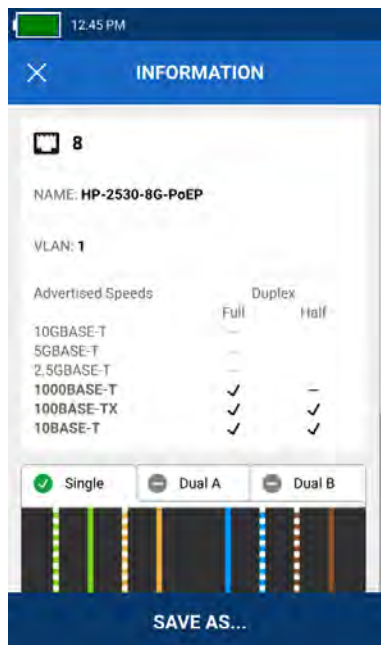 12:45 PM
INFORMATION
8
NAME: HP-2530-8G-PoEP
VLAN: 1
Advertised Speeds Duplex
Full Half
10GBASE-T –
5GBASE-T –
2.5GBASE-T –
1000BASE-T ✓ –
100BASE-TX ✓ ✓
10BASE-T ✓ ✓
Single Dual A Dual B
SAVE AS...